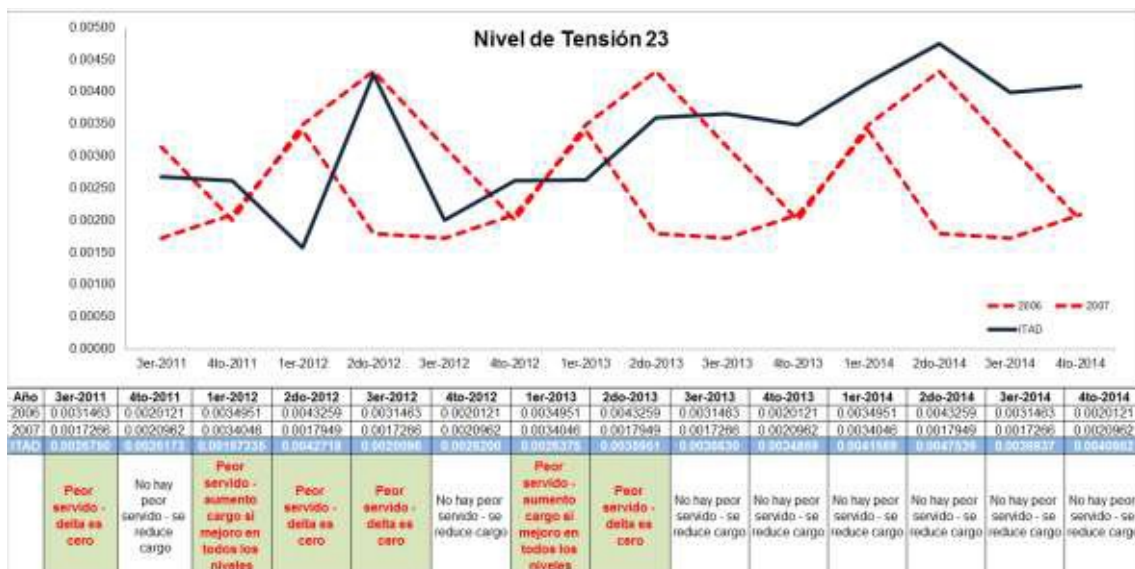 Nivel de Tensión 23
0.00500
0.00450
0.00400
0.00350
0.00300
0.00250
0.00200
0.00150
0.00100
0.00050
0.00000
2006 2007
ITAD
3er-2011 4to-2011 1er-2012 2do-2012 3er-2012 4to-2012 1er-2013 2do-2013 3er-2013 4to-2013 1er-2014 2do-2014 3er-2014 4to-2014
Año 3er-2011 4to-2011 1er-2012 2do-2012 3er-2012 4to-2012 1er-2013 2do-2013 3er-2013 4to-2013 1er-2014 2do-2014 3er-2014 4to-2014
2006 0.0031463 0.0020121 0.0034951 0.0043259 0.0031463 0.0020121 0.0034951 0.0043259 0.0031463 0.0020121 0.0034951 0.0043259 0.0031463 0.0020121
2007 0.0017266 0.0020962 0.0034046 0.0017949 0.0017266 0.0020962 0.0034046 0.0017949 0.0017266 0.0020962 0.0034046 0.0017949 0.0017266 0.0020962
ITAD
Peor
servido -
delta es
cero
No hay
peor
servido - se
reduce
cargo
Peor
servido -
aumento
cargo si
mejoro en
todos los
niveles
Peor
servido -
delta es
cero
Peor
servido -
delta es
cero
No hay peor
servido - se
reduce cargo
Peor
servido -
aumento
cargo si
mejoro en
todos los
niveles
Peor
servido -
delta es
cero
No hay peor
servido - se
reduce cargo
No hay peor
servido - se
reduce cargo
No hay peor
servido - se
reduce cargo
No hay peor
servido - se
reduce cargo
No hay peor
servido - se
reduce cargo
No hay peor
servido - se
reduce cargo